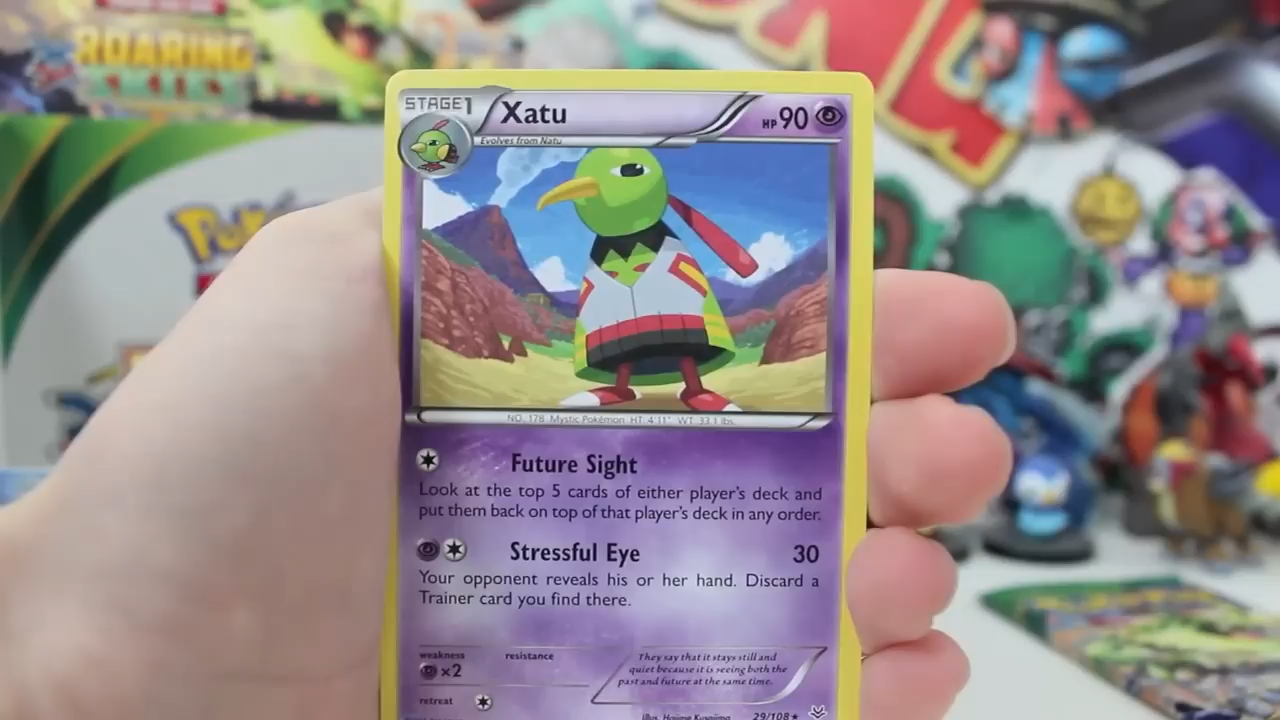 ROARING
STAGE1
Xatu
HP 90
Evolves from Natu
NO. 178 Mystic Pokémon HT: 4'11" WT: 33.1 lbs.
Future Sight
Look at the top 5 cards of either player's deck and
put them back on top of that player's deck in any order.
Stressful Eye 30
Your opponent reveals his or her hand. Discard a
Trainer card you find there.
weakness
resistance
×2
They say that it stays still and
quiet because it is seeing both the
past and future at the same time.
retreat
Illus. Hajime Kusajima
29/108